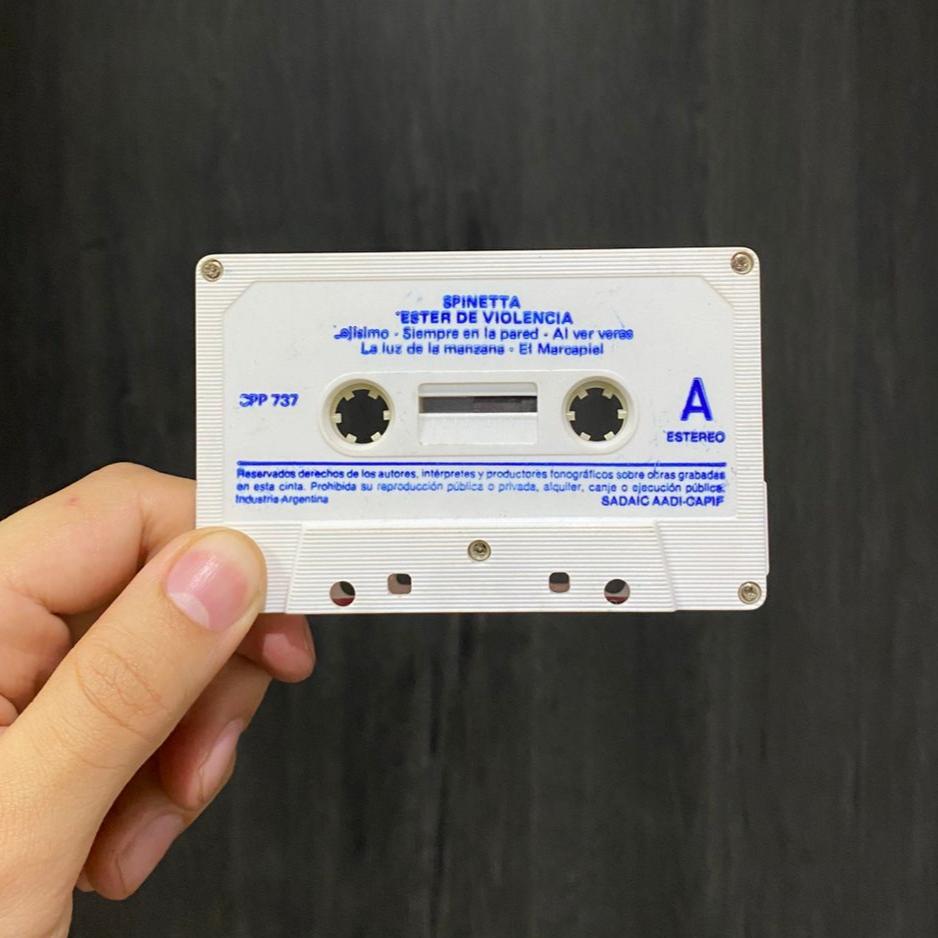 SPINETTA
ESTER DE VIOLENCIA
Siempre en la pared - Al ver veras
La luz de la manzana - El Marcapiel
CPP 737
A
ESTEREO
Reservados derechos de los autores, intérpretes y productores fonográficos sobre obras grabadas
en esta cinta. Prohibida su reproducción pública o privada, alquiler, canje o ejecución pública.
Industria Argentina
SADAIC AADI-CAPIF